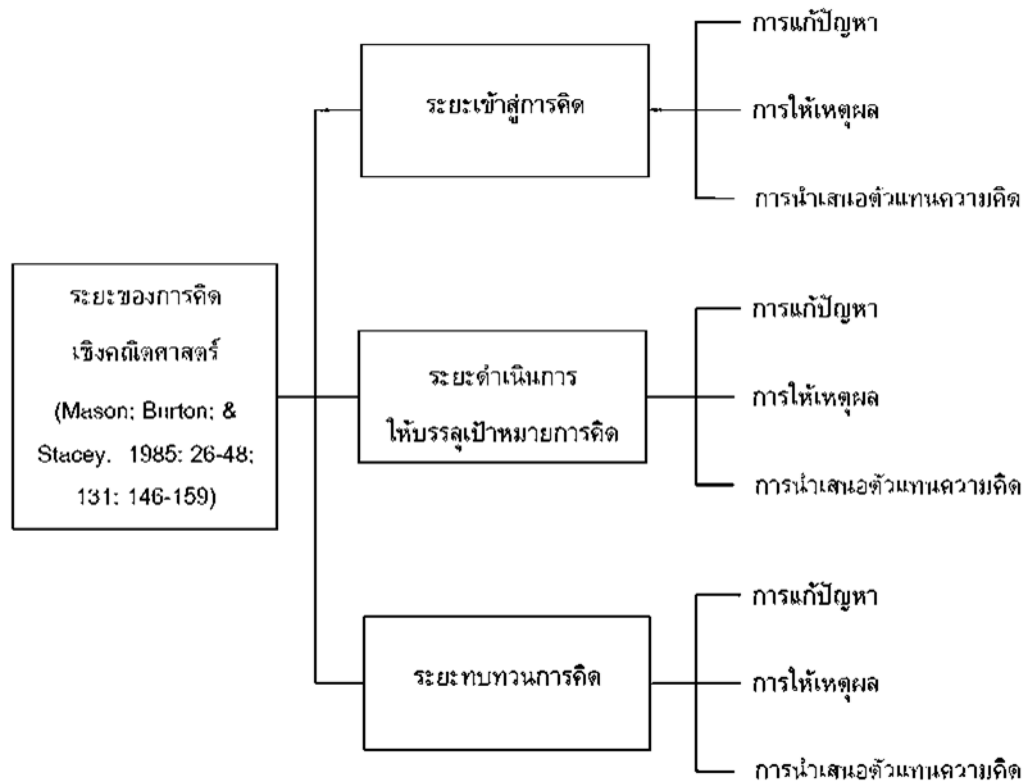 การแก้ปัญหา
ระยะเข้าสู่การคิด
การให้เหตุผล
การนำเสนอตัวแทนความคิด
ระยะของการคิด
เชิงคณิตศาสตร์
(Mason; Burton; &
Stacey. 1985: 26-48;
131; 146-159)
การแก้ปัญหา
ระยะดำเนินการ
ให้บรรลุเป้าหมายการคิด
การให้เหตุผล
การนำเสนอตัวแทนความคิด
การแก้ปัญหา
ระยะทบทวนการคิด
การให้เหตุผล
การนำเสนอตัวแทนความคิด